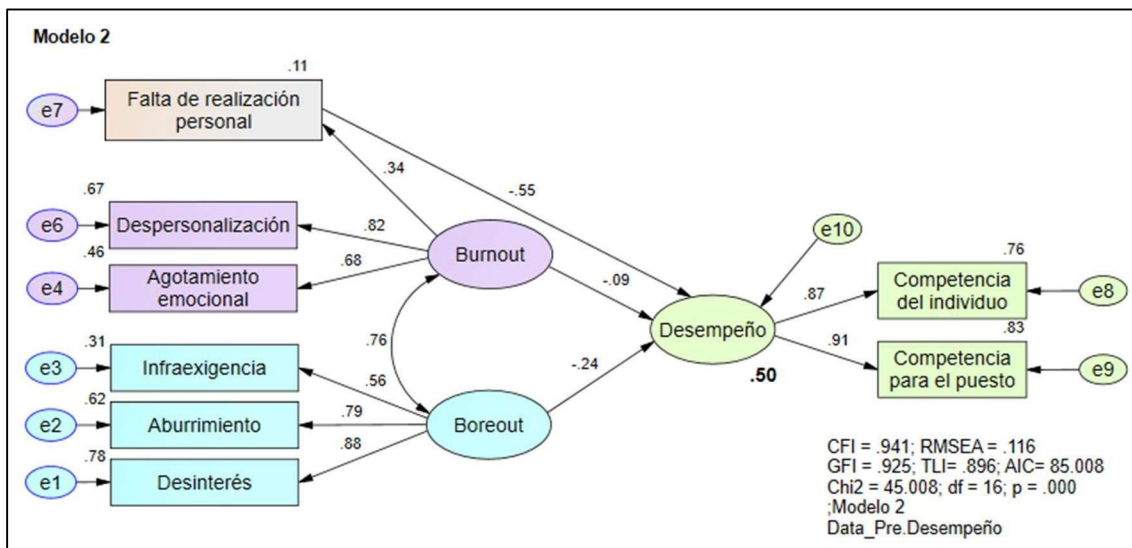 Modelo 2
.11
e7
Falta de realización
personal
.34
-.55
.67
e6
Despersonalización
.82
.46
e4
Agotamiento
emocional
.68
Burnout
-.09
e10
.76
Competencia
del individuo
e8
.87
Desempeño
.50
.83
.91
Competencia
para el puesto
e9
.76
-.24
.31
e3
Infraexigencia
.56
.62
e2
Aburrimiento
.79
Boreout
.78
e1
Desinterés
.88
CFI = .941; RMSEA = .116
GFI = .925; TLI= .896; AIC= 85.008
Chi2 = 45.008; df = 16; p = .000
;Modelo 2
Data_Pre.Desempeño